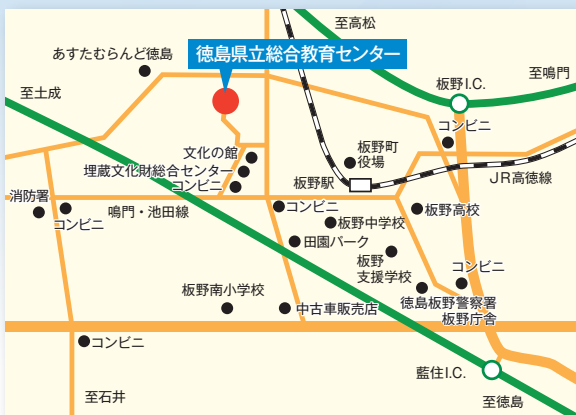 至高松
あすたむらんど徳島
徳島県立総合教育センター
至土成
板野I.C.
至鳴門
コンビニ
文化の館
埋蔵文化財総合センター
コンビニ
板野町
役場
板野駅
JR高徳線
消防署
コンビニ
鳴門・池田線
コンビニ
板野中学校
板野高校
田園パーク
板野
支援学校
コンビニ
板野南小学校
中古車販売店
徳島板野警察署
板野庁舎
コンビニ
藍住I.C.
至石井
至徳島